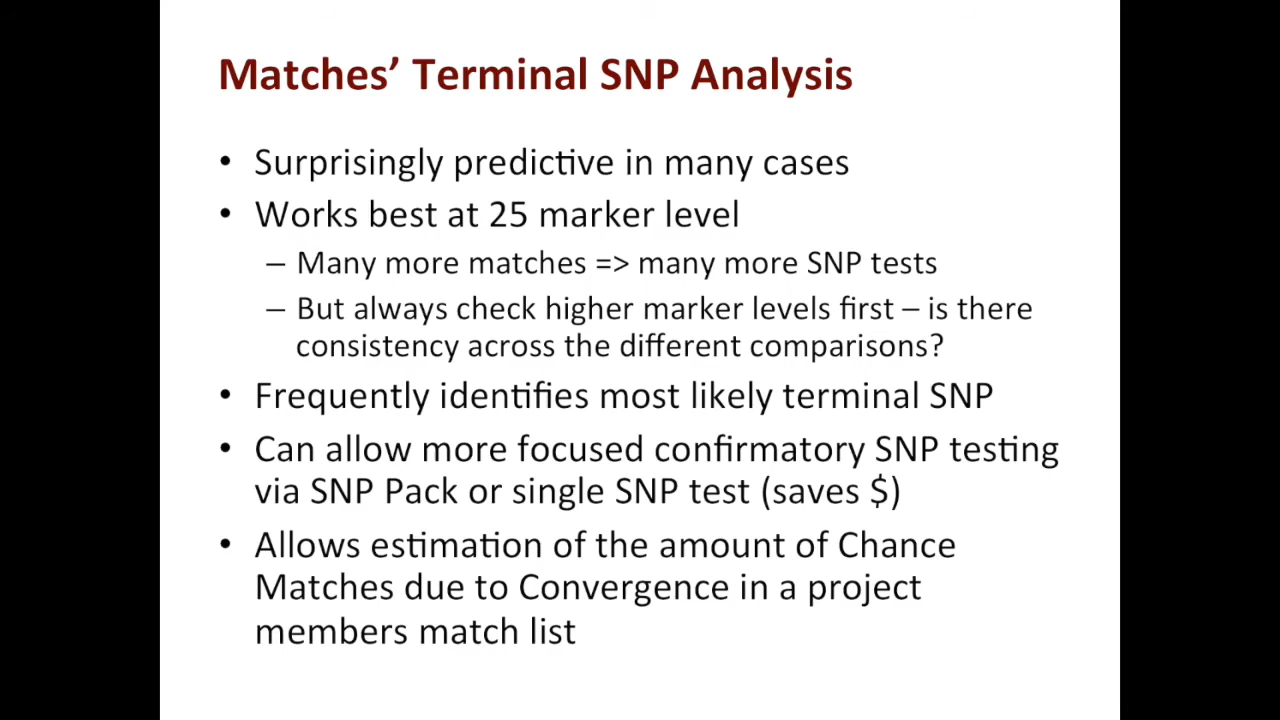 Matches’ Terminal SNP Analysis
• Surprisingly predictive in many cases
• Works best at 25 marker level
– Many more matches => many more SNP tests
– But always check higher marker levels first – is there
consistency across the different comparisons?
• Frequently identifies most likely terminal SNP
• Can allow more focused confirmatory SNP testing
via SNP Pack or single SNP test (saves $)
• Allows estimation of the amount of Chance
Matches due to Convergence in a project
members match list